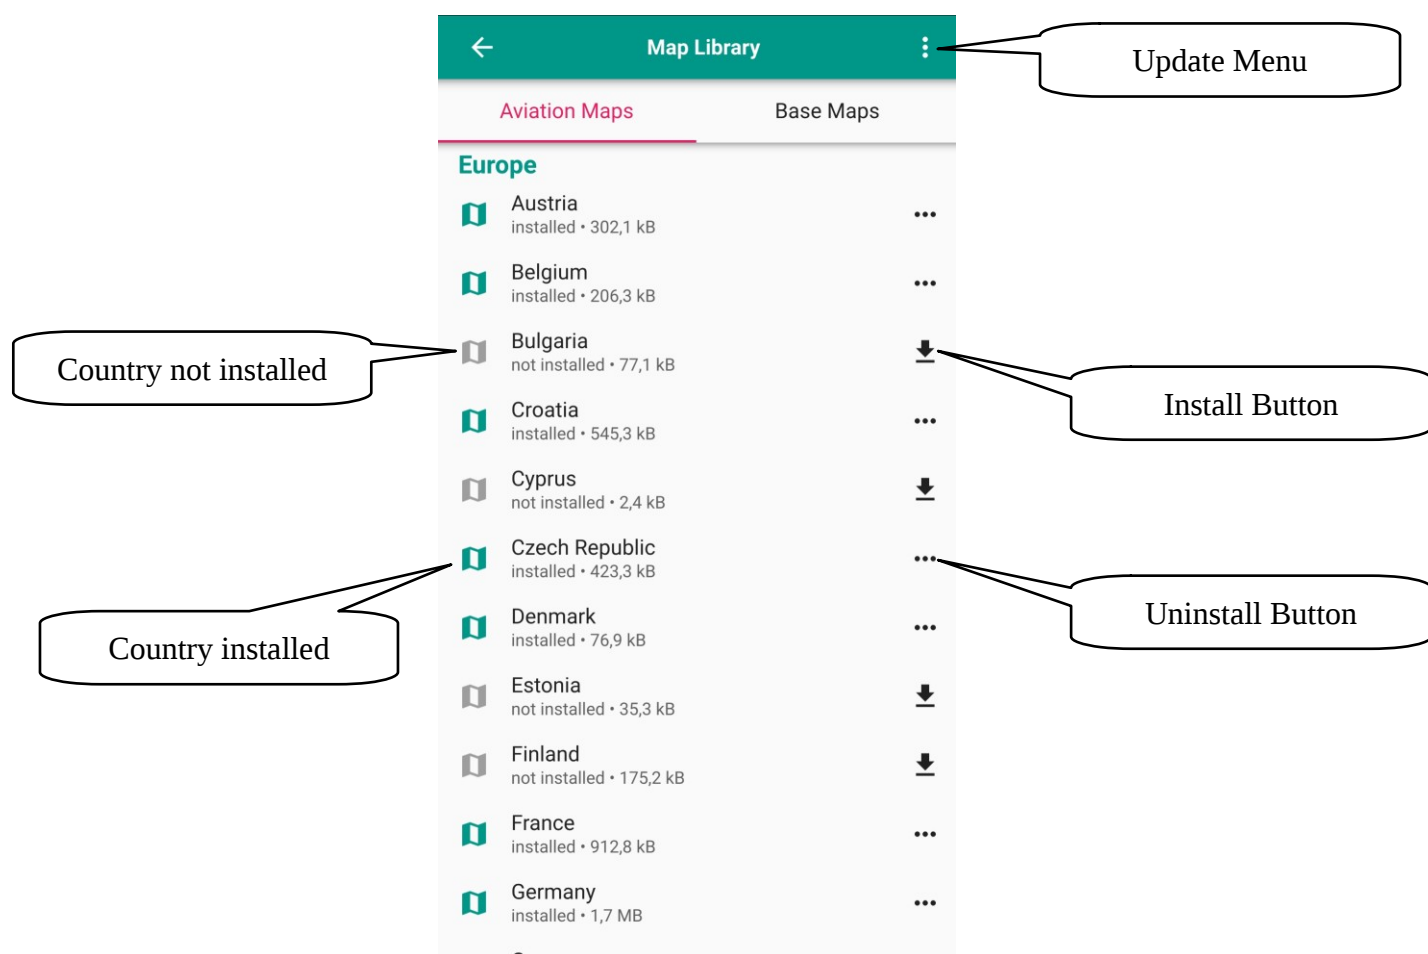 Map Library
Update Menu
Aviation Maps
Base Maps
Europe
Austria
installed • 302,1 kB
Belgium
installed • 206,3 kB
Bulgaria
not installed • 77,1 kB
Country not installed
Install Button
Croatia
installed • 545,3 kB
Cyprus
not installed • 2,4 kB
Czech Republic
installed • 423,3 kB
Uninstall Button
Denmark
installed • 76,9 kB
Country installed
Estonia
not installed • 35,3 kB
Finland
not installed • 175,2 kB
France
installed • 912,8 kB
Germany
installed • 1,7 MB